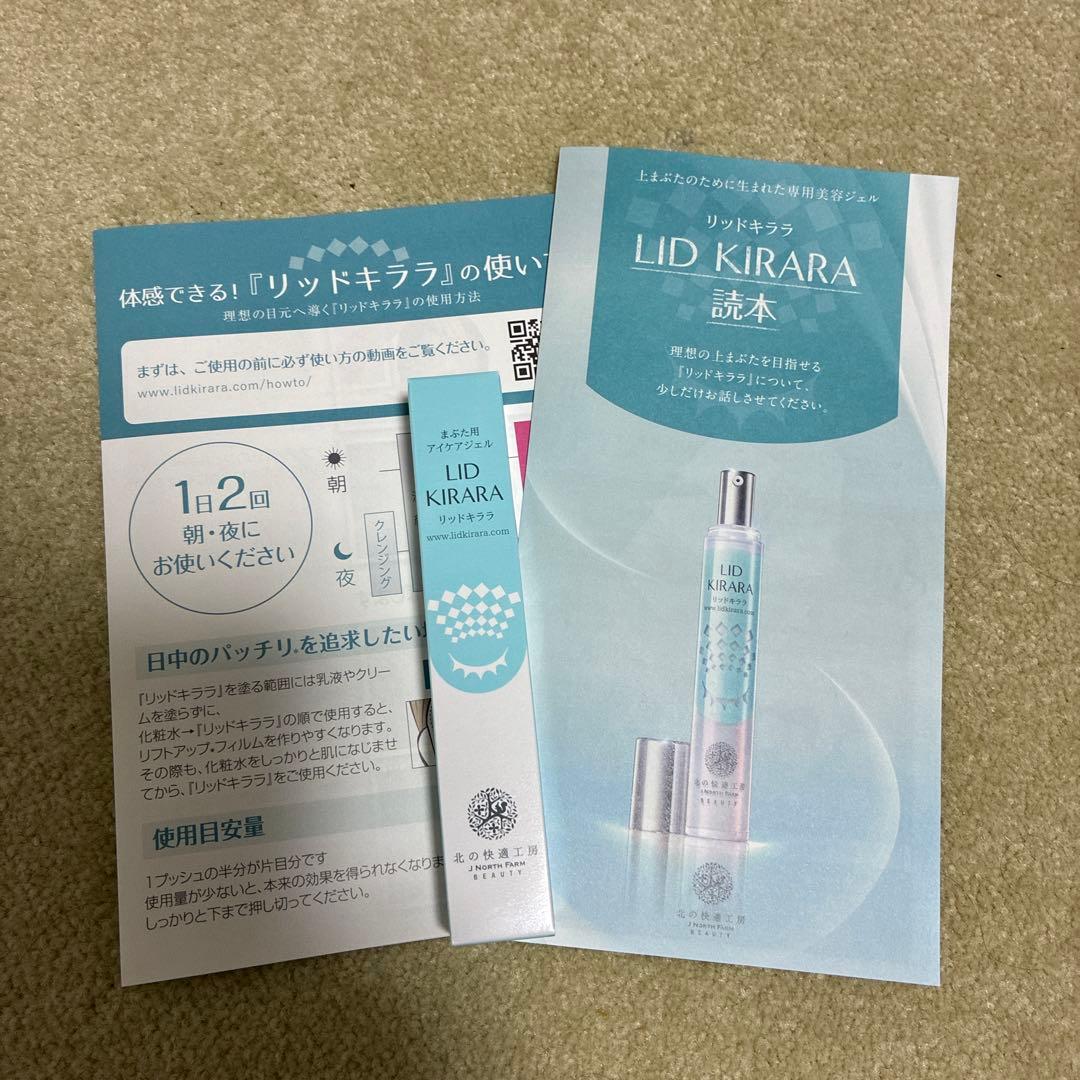 体感できる!『リッドキララ』の使い
理想の目元へ導く『リッドキララ』の使用方法
まずは、ご使用の前に必ず使い方の動画をご覧ください。
www.lidkirara.com/howto/
1日2回
朝・夜に
お使いください
朝
夜
クレンジング
日中のパッチリ*を追求したい
『リッドキララ』を塗る範囲には乳液やクリー
ムを塗らずに、
化粧水→『リッドキララ』の順で使用すると、
リフトアップ*フィルムを作りやすくなります。
その際も、化粧水をしっかりと肌になじませ
てから、『リッドキララ』をご使用ください。
使用目安量
1プッシュの半分が片目分です
使用量が少ないと、本来の効果を得られなくなりま
しっかりと下まで押し切ってください。
まぶた用
アイケアジェル
LID
KIRARA
リッドキララ
www.lidkirara.com
北の快適工房
J NORTH FARM
BEAUTY
上まぶたのために生まれた専用美容ジェル
リッドキララ
LID KIRARA
読本
理想の上まぶたを目指せる
『リッドキララ』について、
少しだけお話しさせてください。
LID
KIRARA
リッドキララ
www.lidkirara.com
北の快適工房
J NORTH FARM
BEAUTY
北の快適工房
J NORTH FARM
BEAUTY